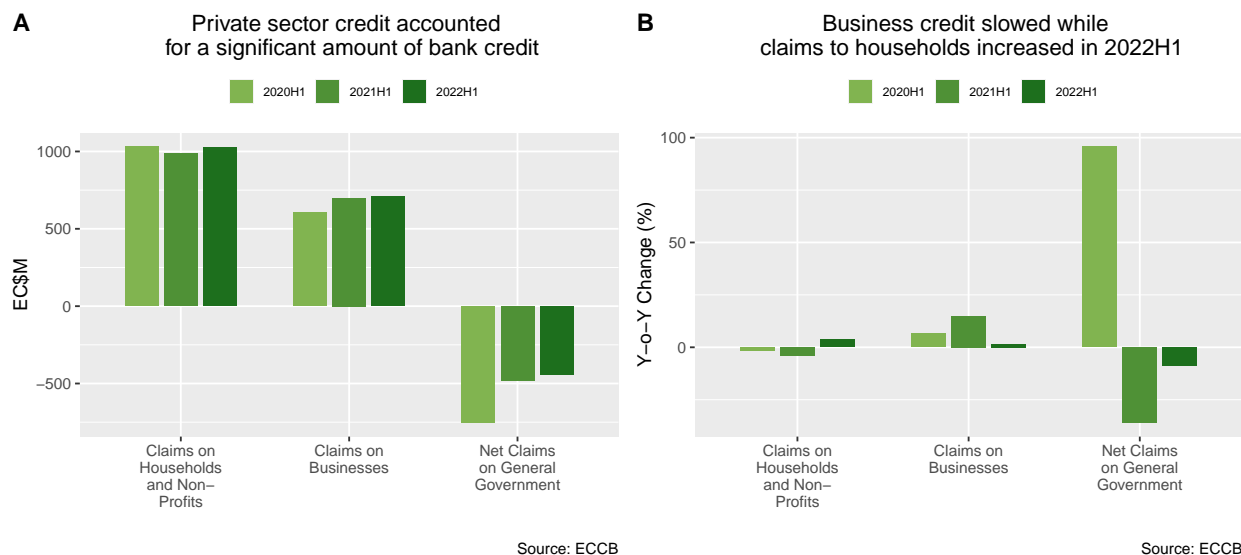 A
Private sector credit accounted
for a significant amount of bank credit
2020H1 2021H1 2022H1
EC$M
1000
500
0
−500
Claims on
Households
and Non−
Profits
Claims on
Businesses
Net Claims
on General
Government
Source: ECCB
B
Business credit slowed while
claims to households increased in 2022H1
2020H1 2021H1 2022H1
Y−o−Y Change (%)
100
50
0
Claims on
Households
and Non−
Profits
Claims on
Businesses
Net Claims
on General
Government
Source: ECCB